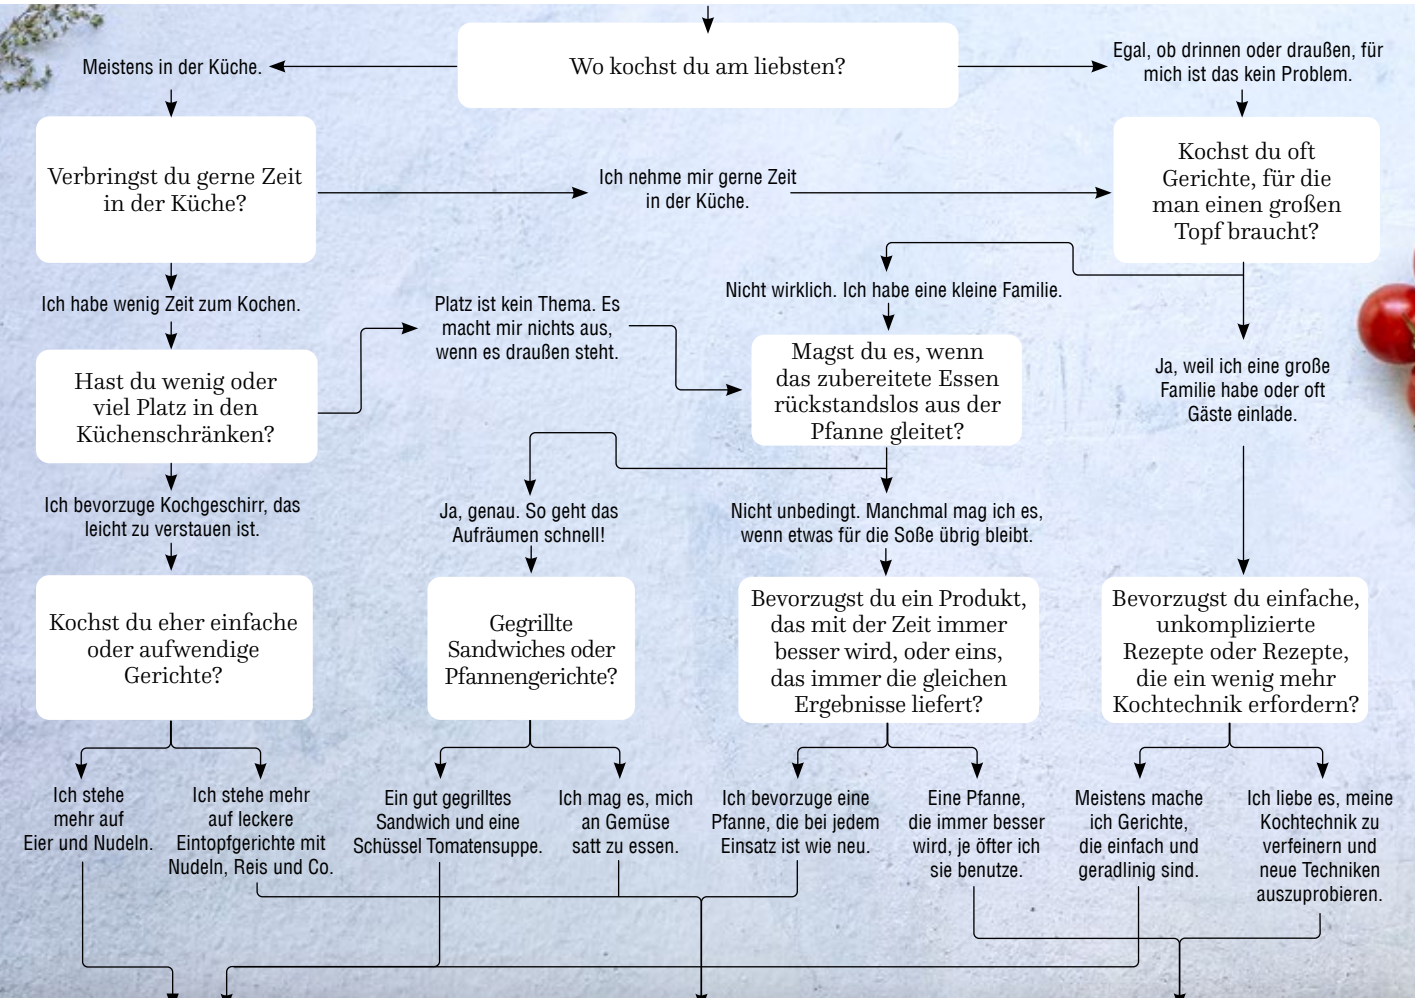 Wo kochst du am liebsten?
Meistens in der Küche.
Egal, ob drinnen oder draußen, für
mich ist das kein Problem.
Verbringst du gerne Zeit
in der Küche?
Ich nehme mir gerne Zeit
in der Küche.
Kochst du oft
Gerichte, für die
man einen großen
Topf braucht?
Ich habe wenig Zeit zum Kochen.
Platz ist kein Thema. Es
macht mir nichts aus,
wenn es draußen steht.
Nicht wirklich. Ich habe eine kleine Familie.
Hast du wenig oder
viel Platz in den
Küchenschränken?
Magst du es, wenn
das zubereitete Essen
rückstandslos aus der
Pfanne gleitet?
Ja, weil ich eine große
Familie habe oder oft
Gäste einlade.
Ich bevorzuge Kochgeschirr, das
leicht zu verstauen ist.
Ja, genau. So geht das
Aufräumen schnell!
Nicht unbedingt. Manchmal mag ich es,
wenn etwas für die Soße übrig bleibt.
Kochst du eher einfache
oder aufwendige
Gerichte?
Gegrillte
Sandwiches oder
Pfannengerichte?
Bevorzugst du ein Produkt,
das mit der Zeit immer
besser wird, oder eins,
das immer die gleichen
Ergebnisse liefert?
Bevorzugst du einfache,
unkomplizierte
Rezepte oder Rezepte,
die ein wenig mehr
Kochtechnik erfordern?
Ich stehe
mehr auf
Eier und Nudeln.
Ich stehe mehr
auf leckere
Eintopfgerichte mit
Nudeln, Reis und Co.
Ein gut gegrilltes
Sandwich und eine
Schüssel Tomatensuppe.
Ich mag es, mich
an Gemüse
satt zu essen.
Ich bevorzuge eine
Pfanne, die bei jedem
Einsatz ist wie neu.
Eine Pfanne,
die immer besser
wird, je öfter ich
sie benutze.
Meistens mache
ich Gerichte,
die einfach und
geradlinig sind.
Ich liebe es, meine
Kochtechnik zu
verfeinern und
neue Techniken
auszuprobieren.